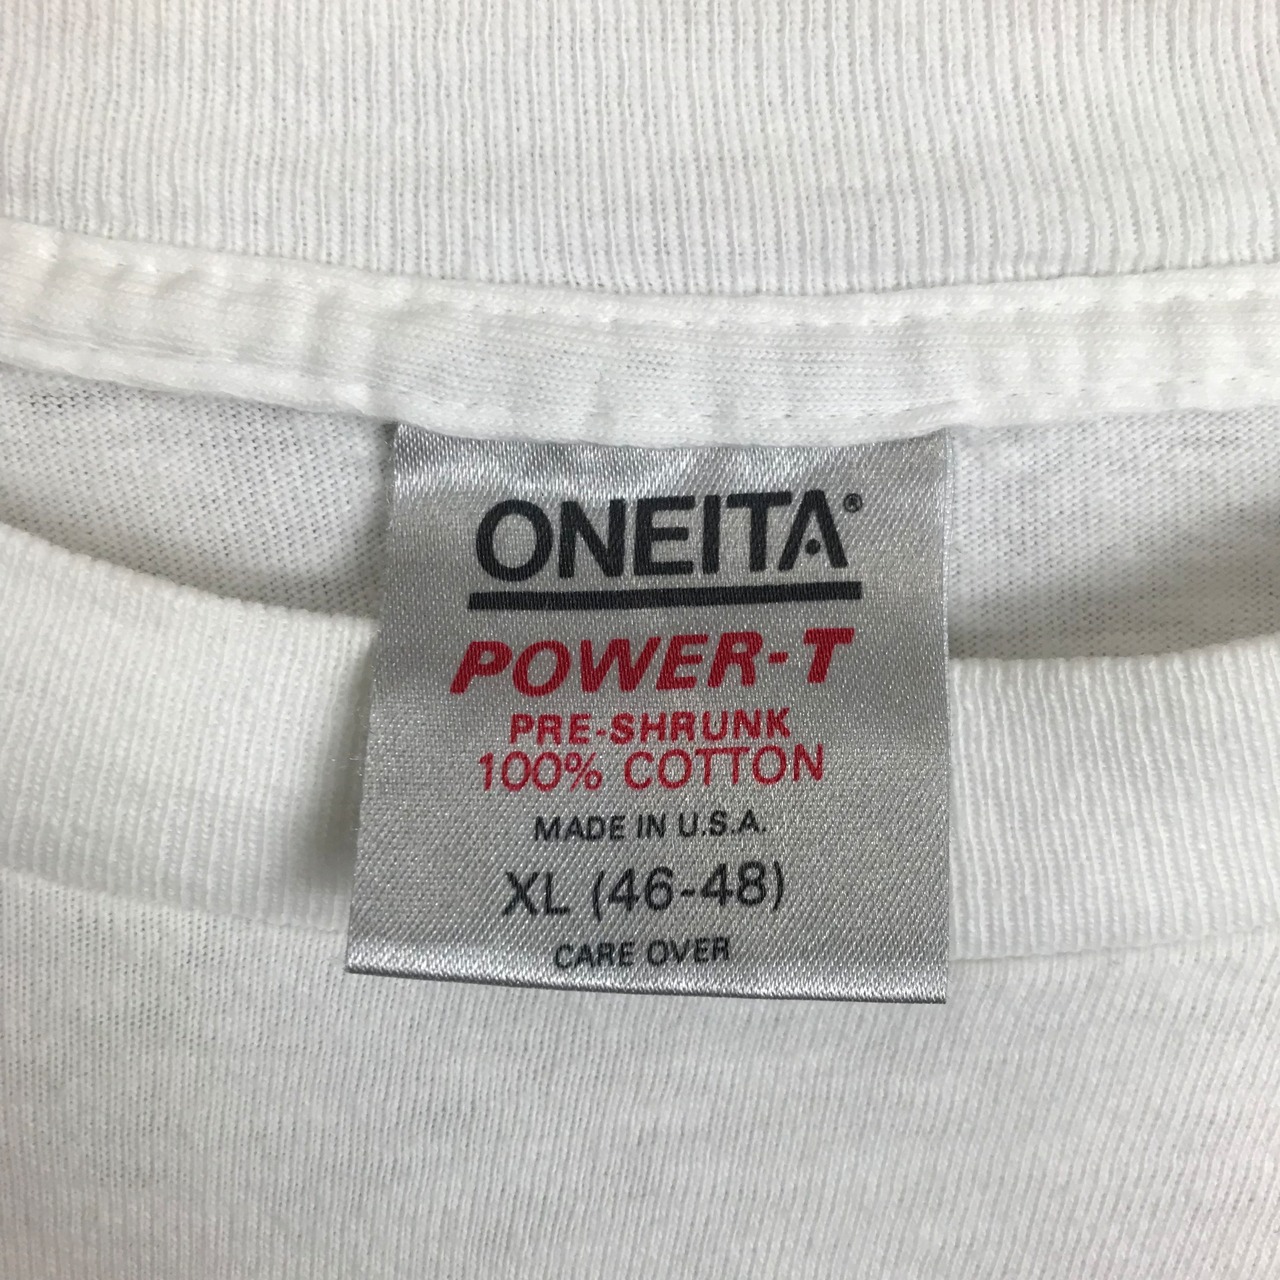 ONEITA®
POWER-T
PRE-SHRUNK
100% COTTON
MADE IN U.S.A.
XL (46-48)
CARE OVER